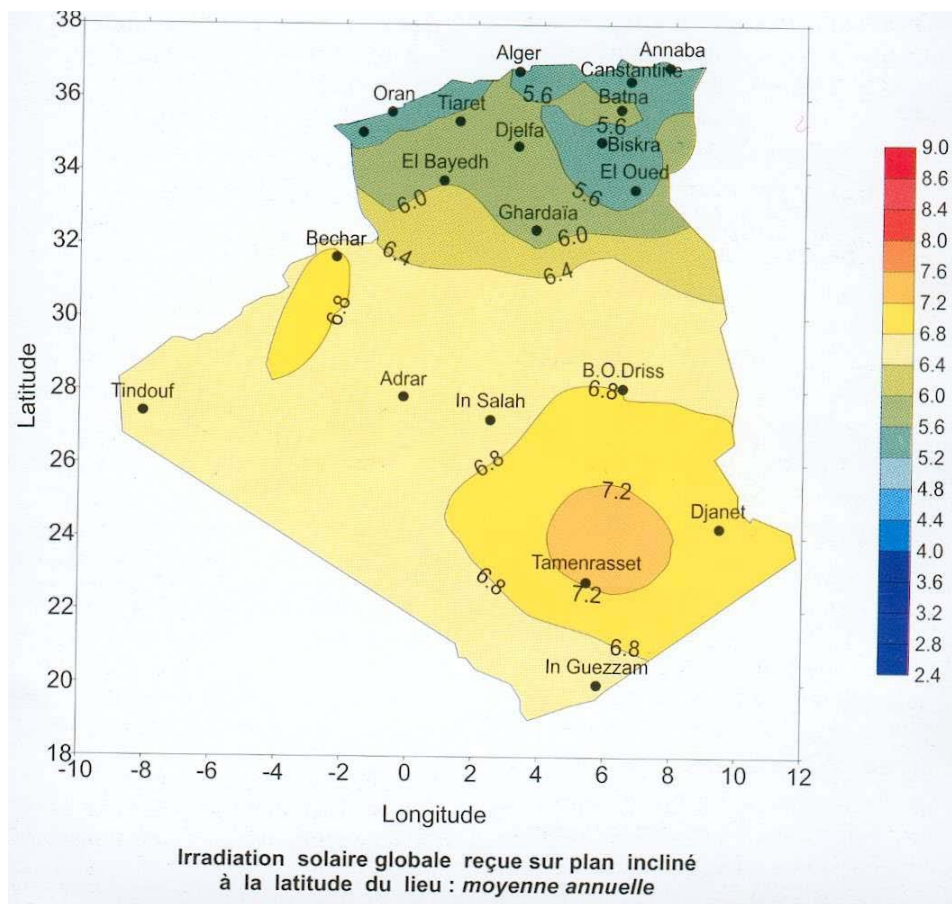 38
36
34
32
30
28
26
24
22
20
18
Latitude
Alger
Annaba
Canstantine
5.6
Batna
Oran
Tiaret
5.6
Djelfa
Biskra
El Bayedh
El Oued
5.6
6.0
Ghardaïa
6.0
Bechar
6.4
6.4
6.8
B.O.Driss
Tindouf
Adrar
6.8
In Salah
6.8
7.2
Djanet
Tamenrasset
6.8
7.2
6.8
In Guezzam
-10 -8 -6 -4 -2 0 2 4 6 8 10 12
Longitude
9.0
8.6
8.4
8.0
7.6
7.2
6.8
6.4
6.0
5.6
5.2
4.8
4.4
4.0
3.6
3.2
2.8
2.4
Irradiation solaire globale reçue sur plan incliné
à la latitude du lieu : moyenne annuelle